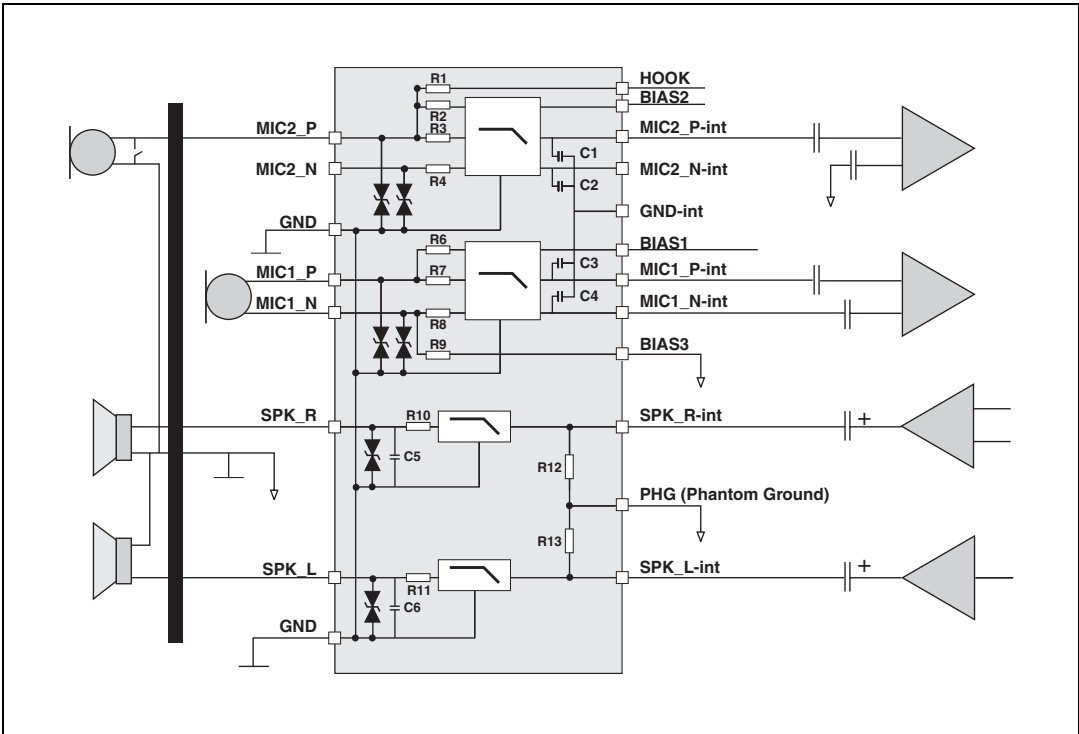 R1
HOOK
BIAS2
R2
MIC2_P
R3
MIC2_P-int
C1
MIC2_N
R4
MIC2_N-int
C2
GND
GND-int
R6
BIAS1
MIC1_P
R7
C3
MIC1_P-int
MIC1_N
R8
C4
MIC1_N-int
R9
BIAS3
SPK_R
R10
SPK_R-int
+
C5
R12
PHG (Phantom Ground)
R13
SPK_L
R11
SPK_L-int
+
C6
GND